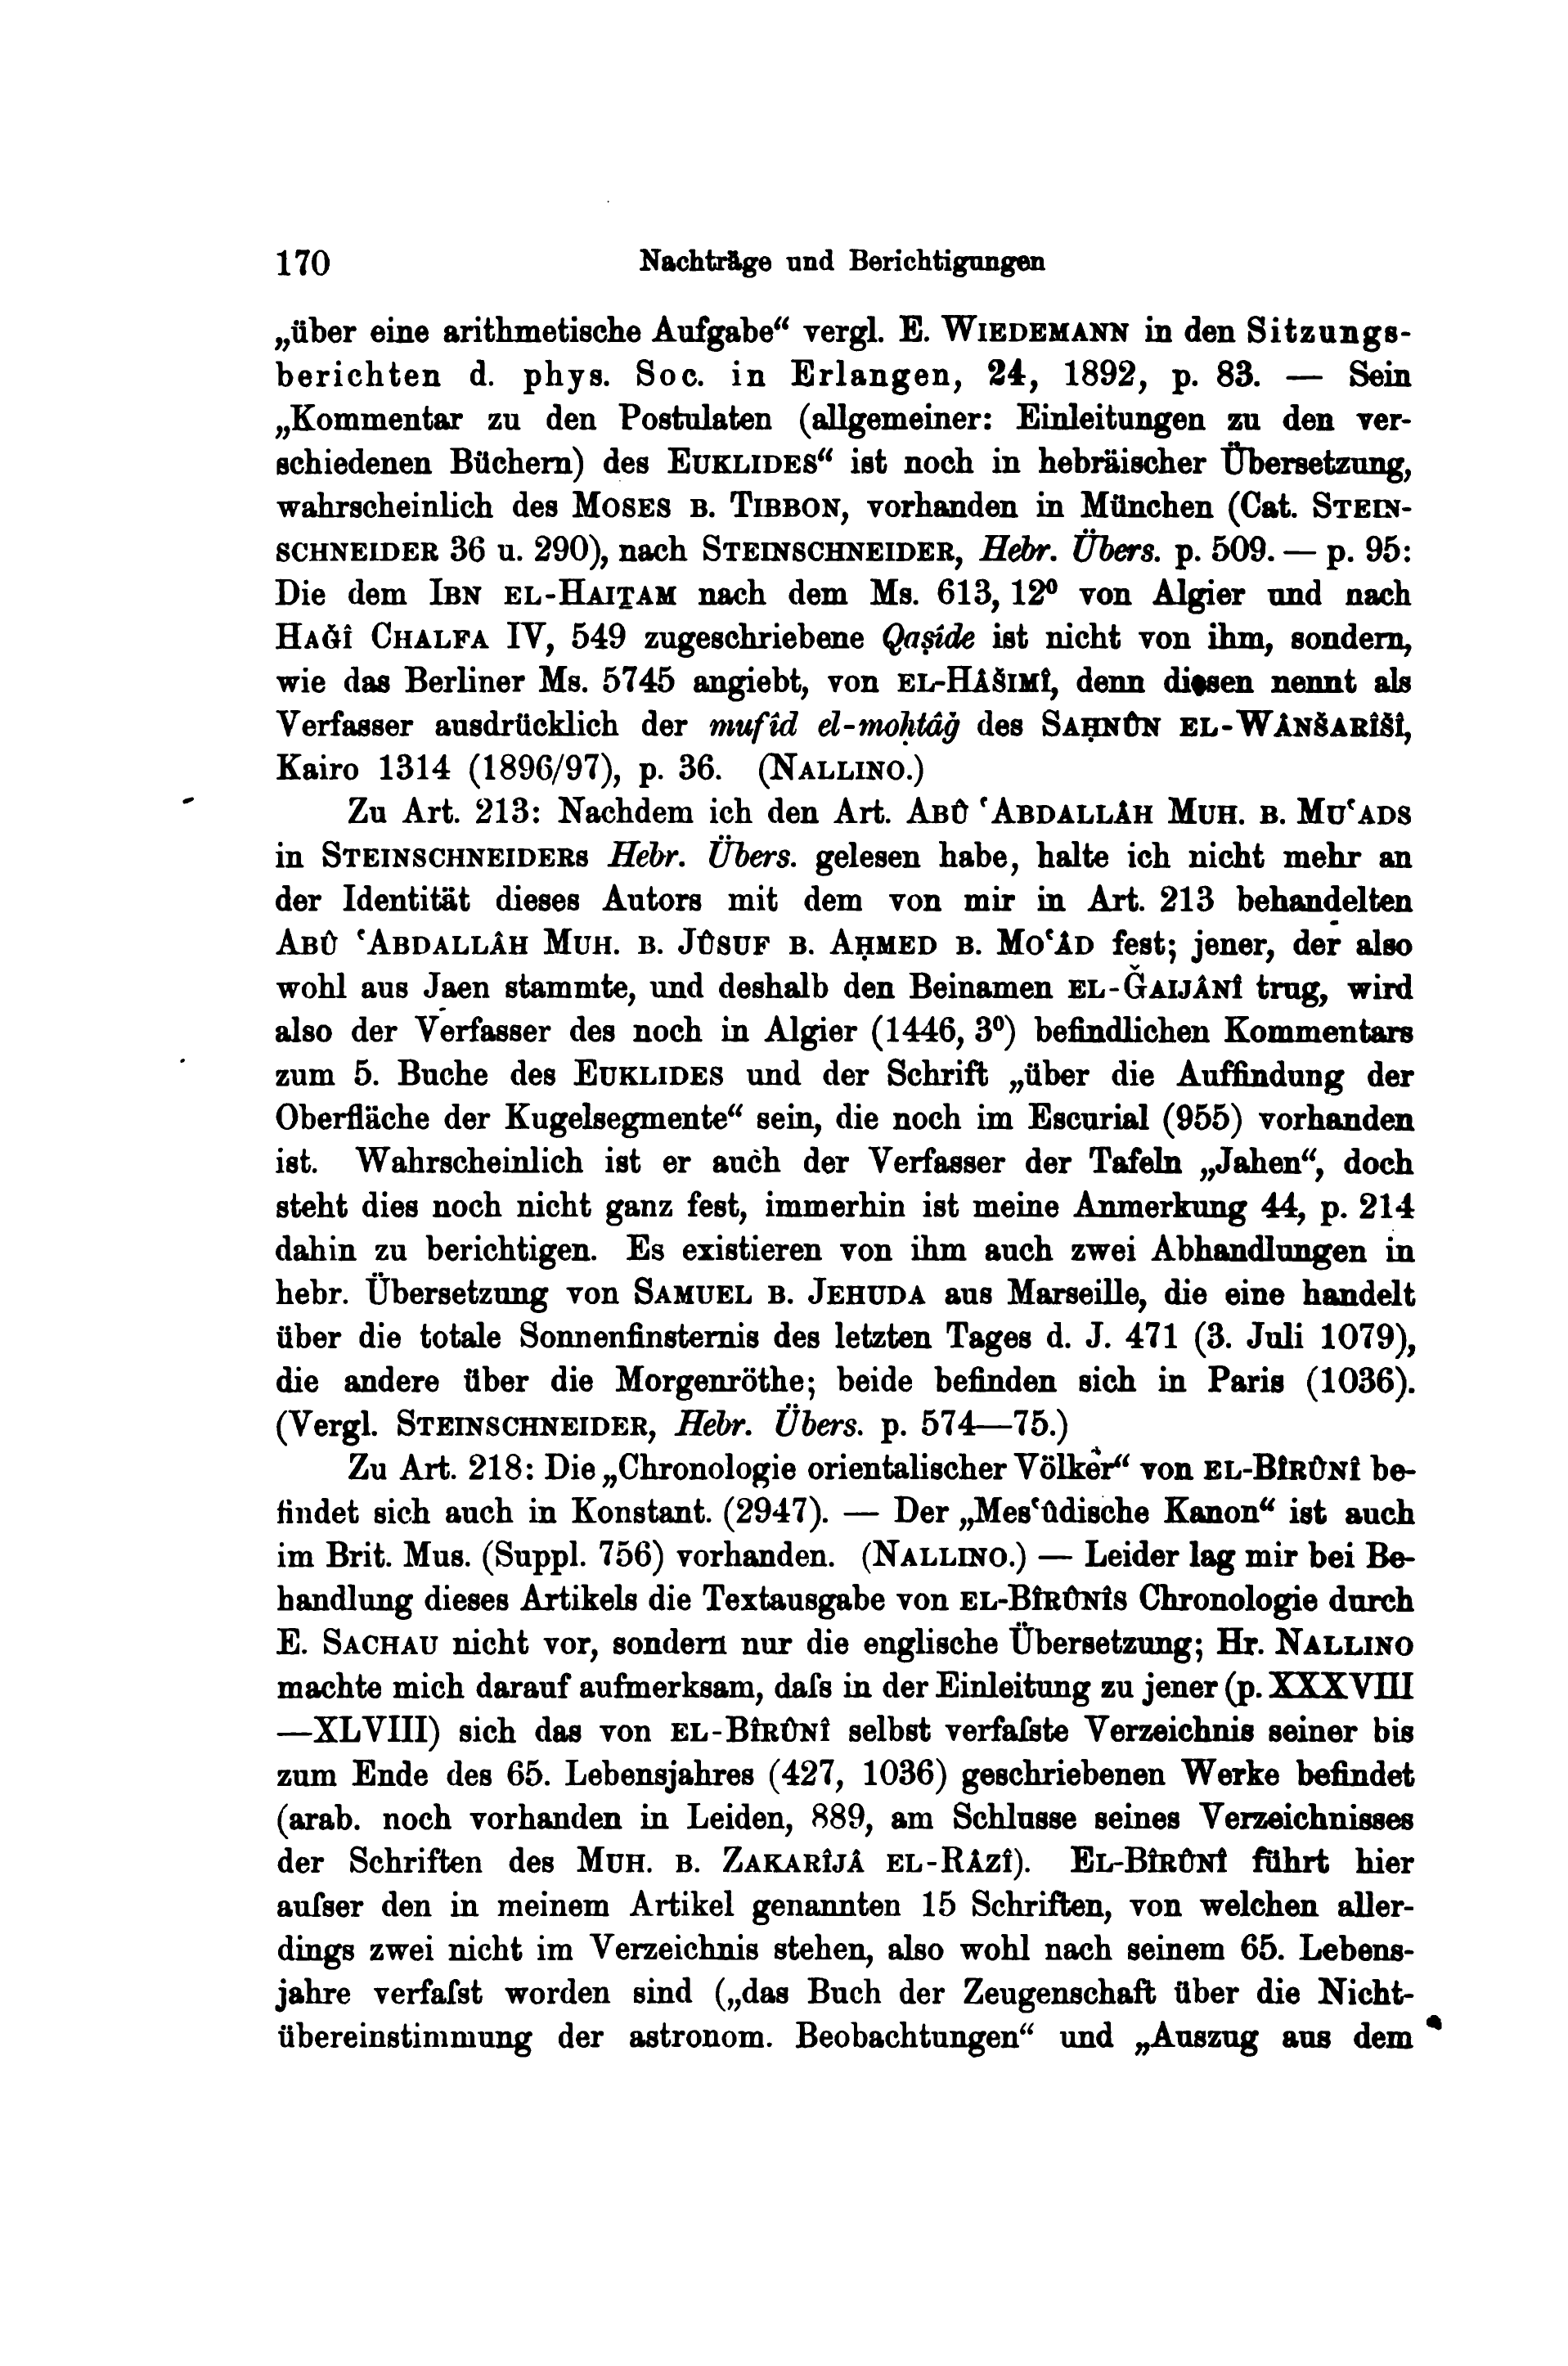 170 Nachträge und Berichtigungen
„über eine arithmetische Aufgabe“ vergl. E. WIEDEMANN in den Sitzungs-
berichten d. phys. Soc. in Erlangen, 24, 1892, p. 83. — Sein
„Kommentar zu den Postulaten (allgemeiner: Einleitungen zu den ver-
schiedenen Büchern) des EUKLIDES“ ist noch in hebräischer Übersetzung,
wahrscheinlich des MOSES B. TIBBON, vorhanden in München (Cat. STEIN-
SCHNEIDER 36 u. 290), nach STEINSCHNEIDER, Hebr. Übers. p. 509. — p. 95:
Die dem IBN EL-HAIṮAM nach dem Ms. 613, 12⁰ von Algier und nach
HAǦÎ CHALFA IV, 549 zugeschriebene Qaṣîde ist nicht von ihm, sondern,
wie das Berliner Ms. 5745 angiebt, von EL-HÂŠIMÎ, denn diesen nennt als
Verfasser ausdrücklich der mufîd el-moḥtâǧ des SAḤNÛN EL-WÂNŠARÎŠÎ,
Kairo 1314 (1896/97), p. 36. (NALLINO.)
Zu Art. 213: Nachdem ich den Art. ABÛ ʿABDALLÂH MUH. B. MUʿADS
in STEINSCHNEIDERS Hebr. Übers. gelesen habe, halte ich nicht mehr an
der Identität dieses Autors mit dem von mir in Art. 213 behandelten
ABÛ ʿABDALLÂH MUH. B. JÛSUF B. AḤMED B. MOʿÂD fest; jener, der also
wohl aus Jaen stammte, und deshalb den Beinamen EL-ǦAIJÂNÎ trug, wird
also der Verfasser des noch in Algier (1446, 3⁰) befindlichen Kommentars
zum 5. Buche des EUKLIDES und der Schrift „über die Auffindung der
Oberfläche der Kugelsegmente“ sein, die noch im Escurial (955) vorhanden
ist. Wahrscheinlich ist er auch der Verfasser der Tafeln „Jahen“, doch
steht dies noch nicht ganz fest, immerhin ist meine Anmerkung 44, p. 214
dahin zu berichtigen. Es existieren von ihm auch zwei Abhandlungen in
hebr. Übersetzung von SAMUEL B. JEHUDA aus Marseille, die eine handelt
über die totale Sonnenfinsternis des letzten Tages d. J. 471 (3. Juli 1079),
die andere über die Morgenröthe; beide befinden sich in Paris (1036).
(Vergl. STEINSCHNEIDER, Hebr. Übers. p. 574—75.)
Zu Art. 218: Die „Chronologie orientalischer Völker“ von EL-BÎRÛNÎ be-
findet sich auch in Konstant. (2947). — Der „Mesʿûdische Kanon“ ist auch
im Brit. Mus. (Suppl. 756) vorhanden. (NALLINO.) — Leider lag mir bei Be-
handlung dieses Artikels die Textausgabe von EL-BÎRÛNÎS Chronologie durch
E. SACHAU nicht vor, sondern nur die englische Übersetzung; Hr. NALLINO
machte mich darauf aufmerksam, daſs in der Einleitung zu jener (p. XXXVIII
—XLVIII) sich das von EL-BÎRÛNÎ selbst verfaſste Verzeichnis seiner bis
zum Ende des 65. Lebensjahres (427, 1036) geschriebenen Werke befindet
(arab. noch vorhanden in Leiden, 889, am Schlusse seines Verzeichnisses
der Schriften des MUH. B. ZAKARÎJÂ EL-RÂZÎ). EL-BÎRÛNÎ führt hier
auſser den in meinem Artikel genannten 15 Schriften, von welchen aller-
dings zwei nicht im Verzeichnis stehen, also wohl nach seinem 65. Lebens-
jahre verfaſst worden sind („das Buch der Zeugenschaft über die Nicht-
übereinstimmung der astronom. Beobachtungen“ und „Auszug aus dem